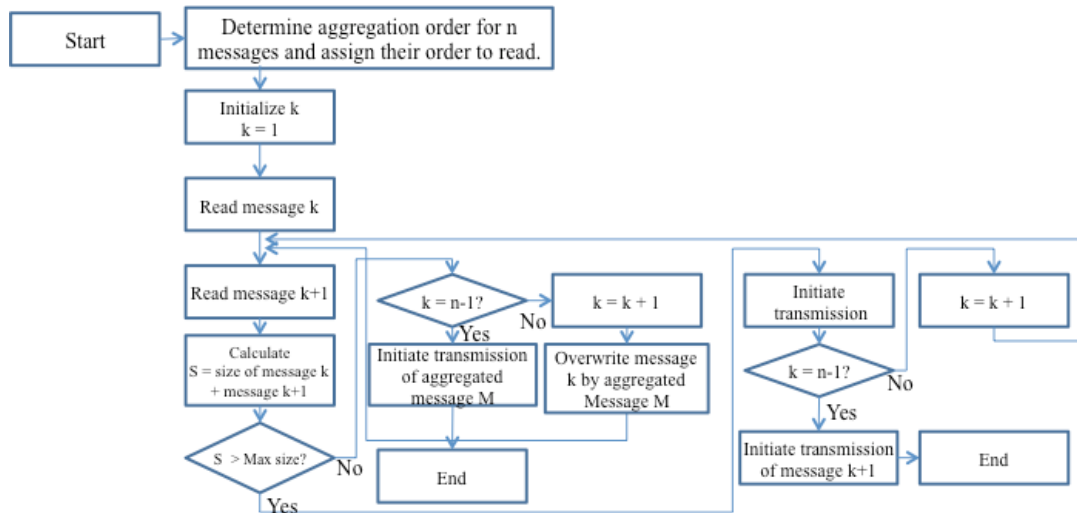 Start
Determine aggregation order for n
messages and assign their order to read.
Initialize k
k = 1
Read message k
Read message k+1
Calculate
S = size of message k
+ message k+1
S > Max size?
No
Yes
k = n-1?
No
Yes
k = k + 1
Initiate transmission
of aggregated
message M
Overwrite message
k by aggregated
Message M
End
Initiate
transmission
k = n-1?
No
Yes
k = k + 1
Initiate transmission
of message k+1
End